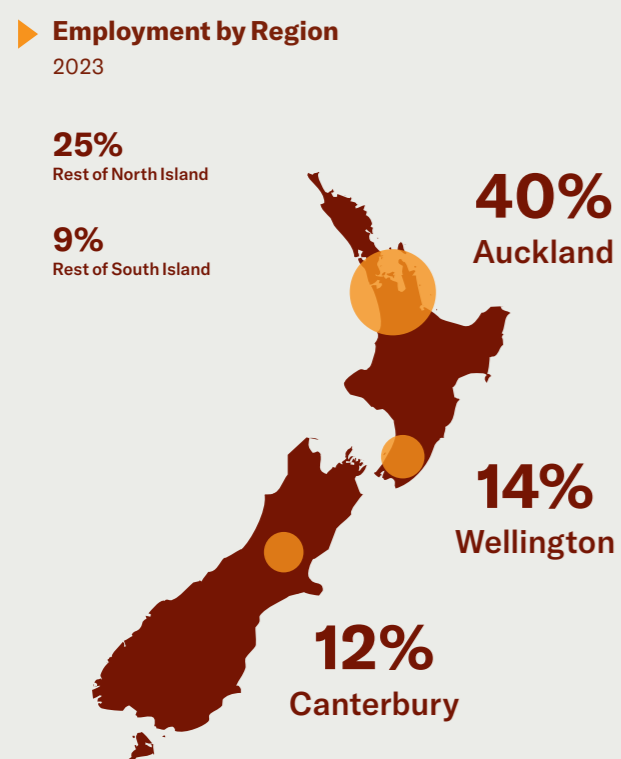 Employment by Region
2023
25%
Rest of North Island
9%
Rest of South Island
40%
Auckland
14%
Wellington
12%
Canterbury